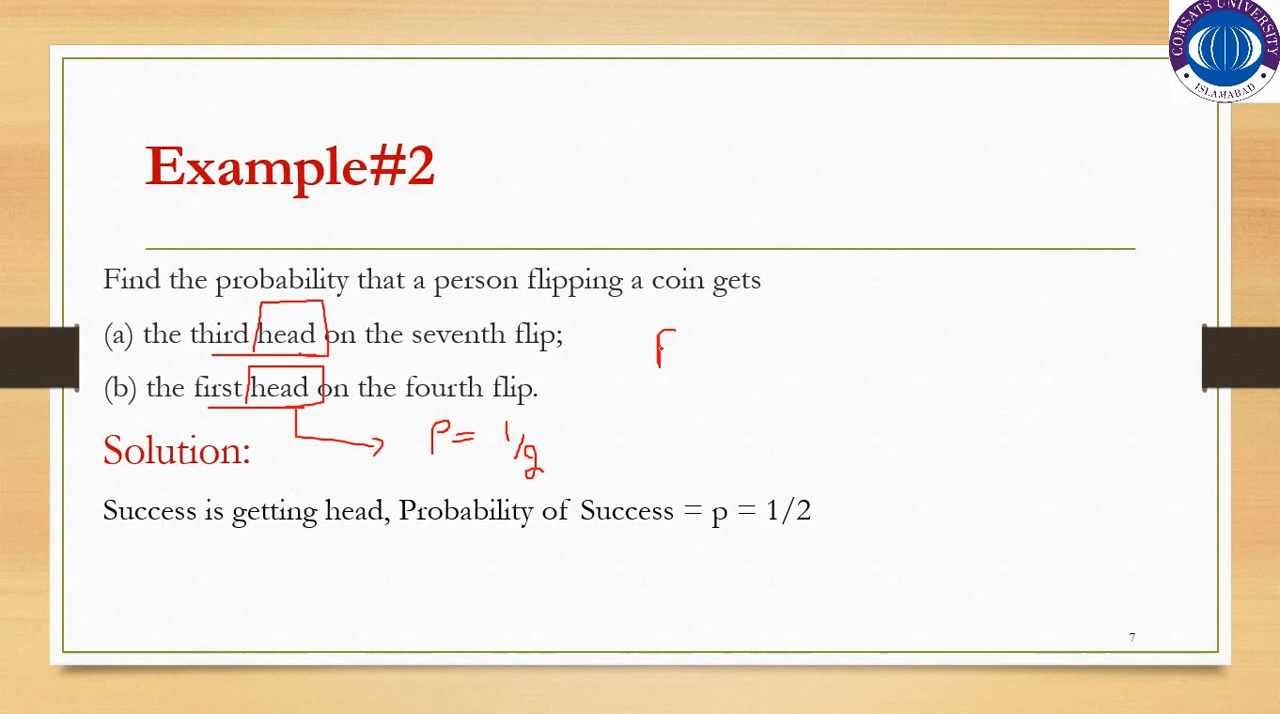 COMSATS UNIVERSITY
ISLAMABAD
Example#2
Find the probability that a person flipping a coin gets
(a) the third head on the seventh flip;
(b) the first head on the fourth flip.
P = 1/2
Solution:
Success is getting head, Probability of Success = p = 1/2
7